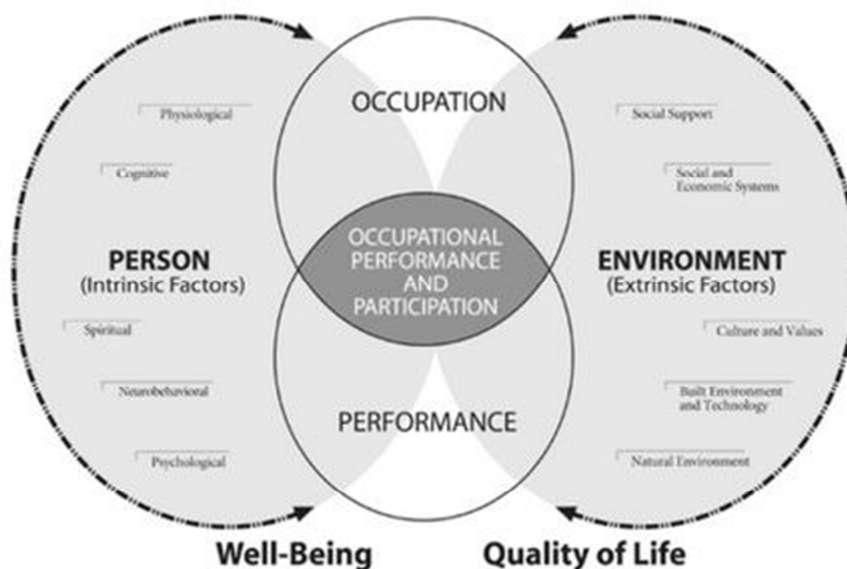 OCCUPATION
Physiological
Cognitive
PERSON
(Intrinsic Factors)
Spiritual
Neurobehavioral
Psychological
OCCUPATIONAL
PERFORMANCE
AND
PARTICIPATION
PERFORMANCE
Social Support
Social and
Economic Systems
ENVIRONMENT
(Extrinsic Factors)
Culture and Values
Built Environment
and Technology
Natural Environment
Well-Being
Quality of Life